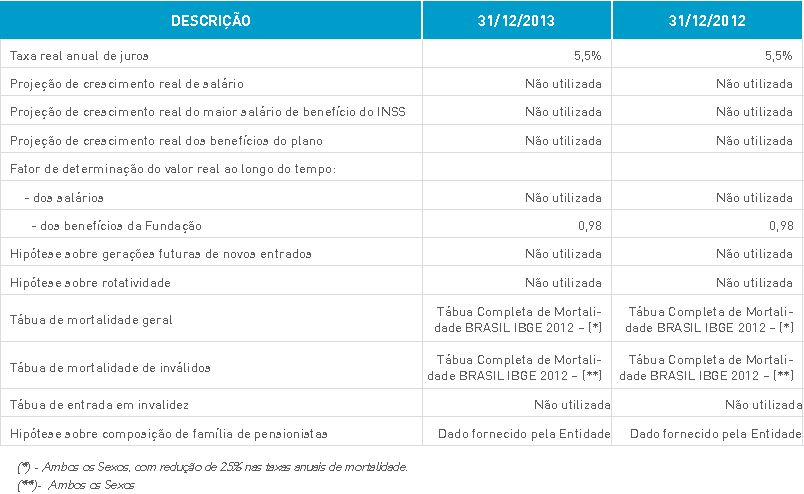 DESCRIÇÃO 31/12/2013 31/12/2012
Taxa real anual de juros 5,5% 5,5%
Projeção de crescimento real de salário Não utilizada Não utilizada
Projeção de crescimento real do maior salário de benefício do INSS Não utilizada Não utilizada
Projeção de crescimento real dos benefícios do plano Não utilizada Não utilizada
Fator de determinação do valor real ao longo do tempo:
- dos salários Não utilizada Não utilizada
- dos benefícios da Fundação 0,98 0,98
Hipótese sobre gerações futuras de novos entrados Não utilizada Não utilizada
Hipótese sobre rotatividade Não utilizada Não utilizada
Tábua de mortalidade geral Tábua Completa de Mortali- Tábua Completa de Mortali-
dade BRASIL IBGE 2012 – (*) dade BRASIL IBGE 2012 – (*)
Tábua de mortalidade de inválidos Tábua Completa de Mortali- Tábua Completa de Mortali-
dade BRASIL IBGE 2012 – (**) dade BRASIL IBGE 2012 – (**)
Tábua de entrada em invalidez Não utilizada Não utilizada
Hipótese sobre composição de família de pensionistas Dado fornecido pela Entidade Dado fornecido pela Entidade
(*) - Ambos os Sexos, com redução de 25% nas taxas anuais de mortalidade.
(**)- Ambos os Sexos